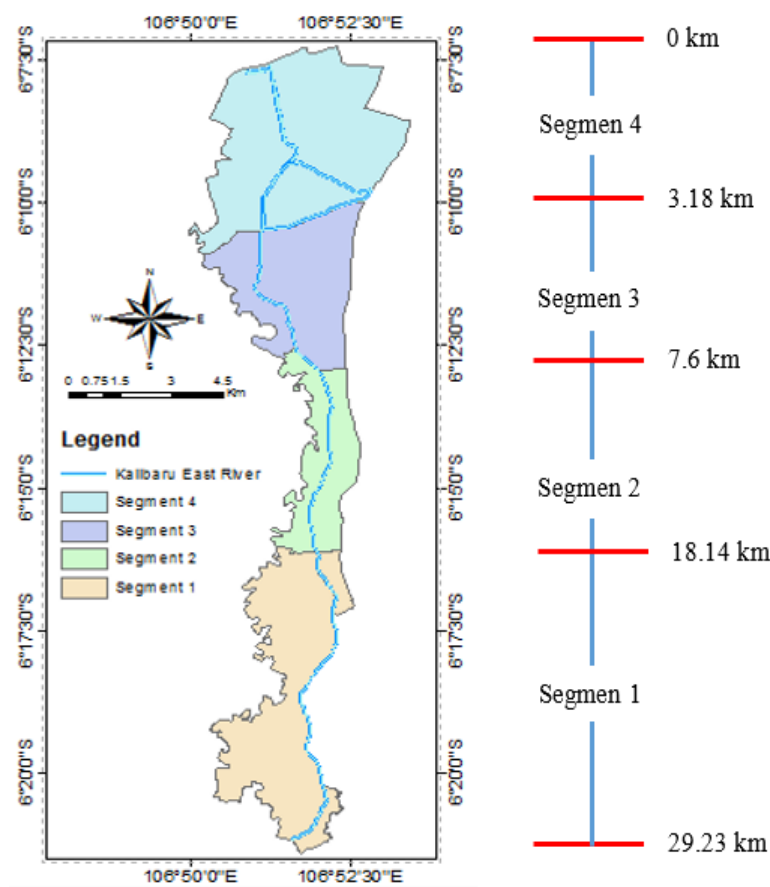 106°50'0"E 106°52'30"E
0 km
6°7'30"S 6°7'30"S
Segmen 4
6°10'0"S 6°10'0"S
3.18 km
N
W E
S
Segmen 3
6°12'30"S 6°12'30"S
7.6 km
0 0.75 1.5 3 4.5
Km
Legend
Kalibaru East River
Segment 4
Segment 3
Segment 2
Segment 1
6°15'0"S 6°15'0"S
Segmen 2
18.14 km
6°17'30"S 6°17'30"S
Segmen 1
6°20'0"S 6°20'0"S
29.23 km
106°50'0"E 106°52'30"E